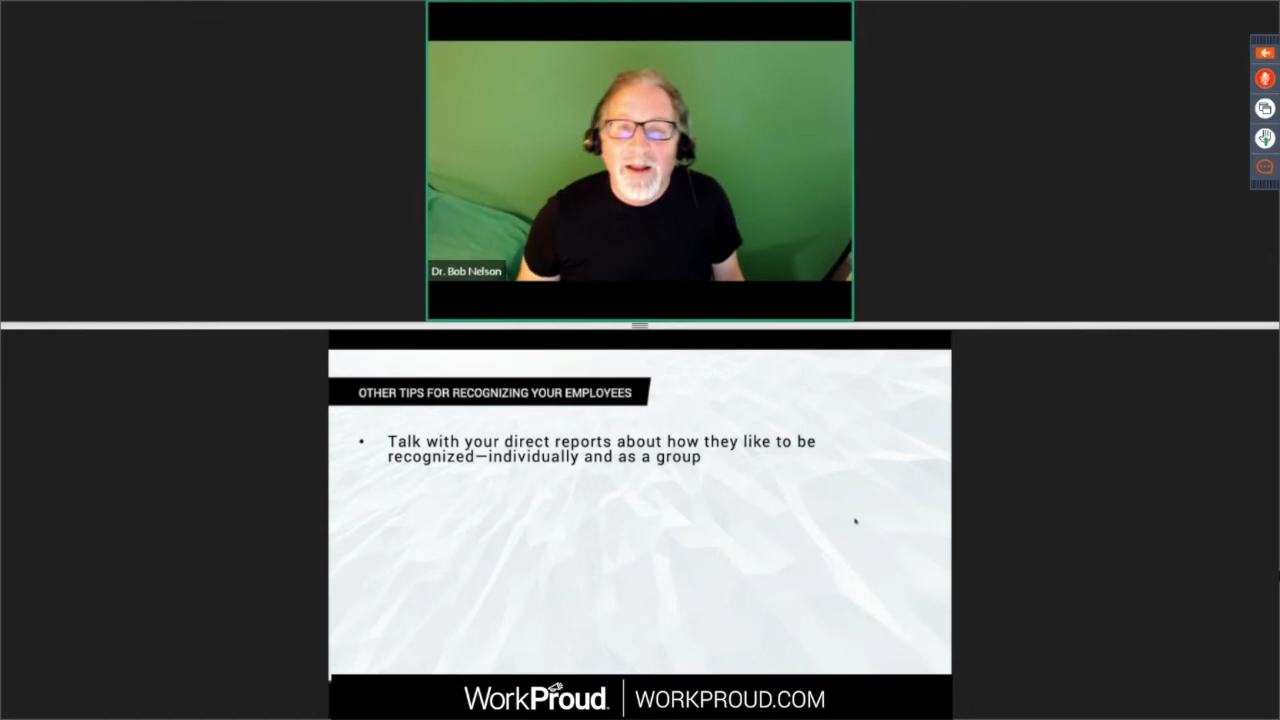 Dr. Bob Nelson
OTHER TIPS FOR RECOGNIZING YOUR EMPLOYEES
• Talk with your direct reports about how they like to be
recognized—individually and as a group
WorkProud. | WORKPROUD.COM